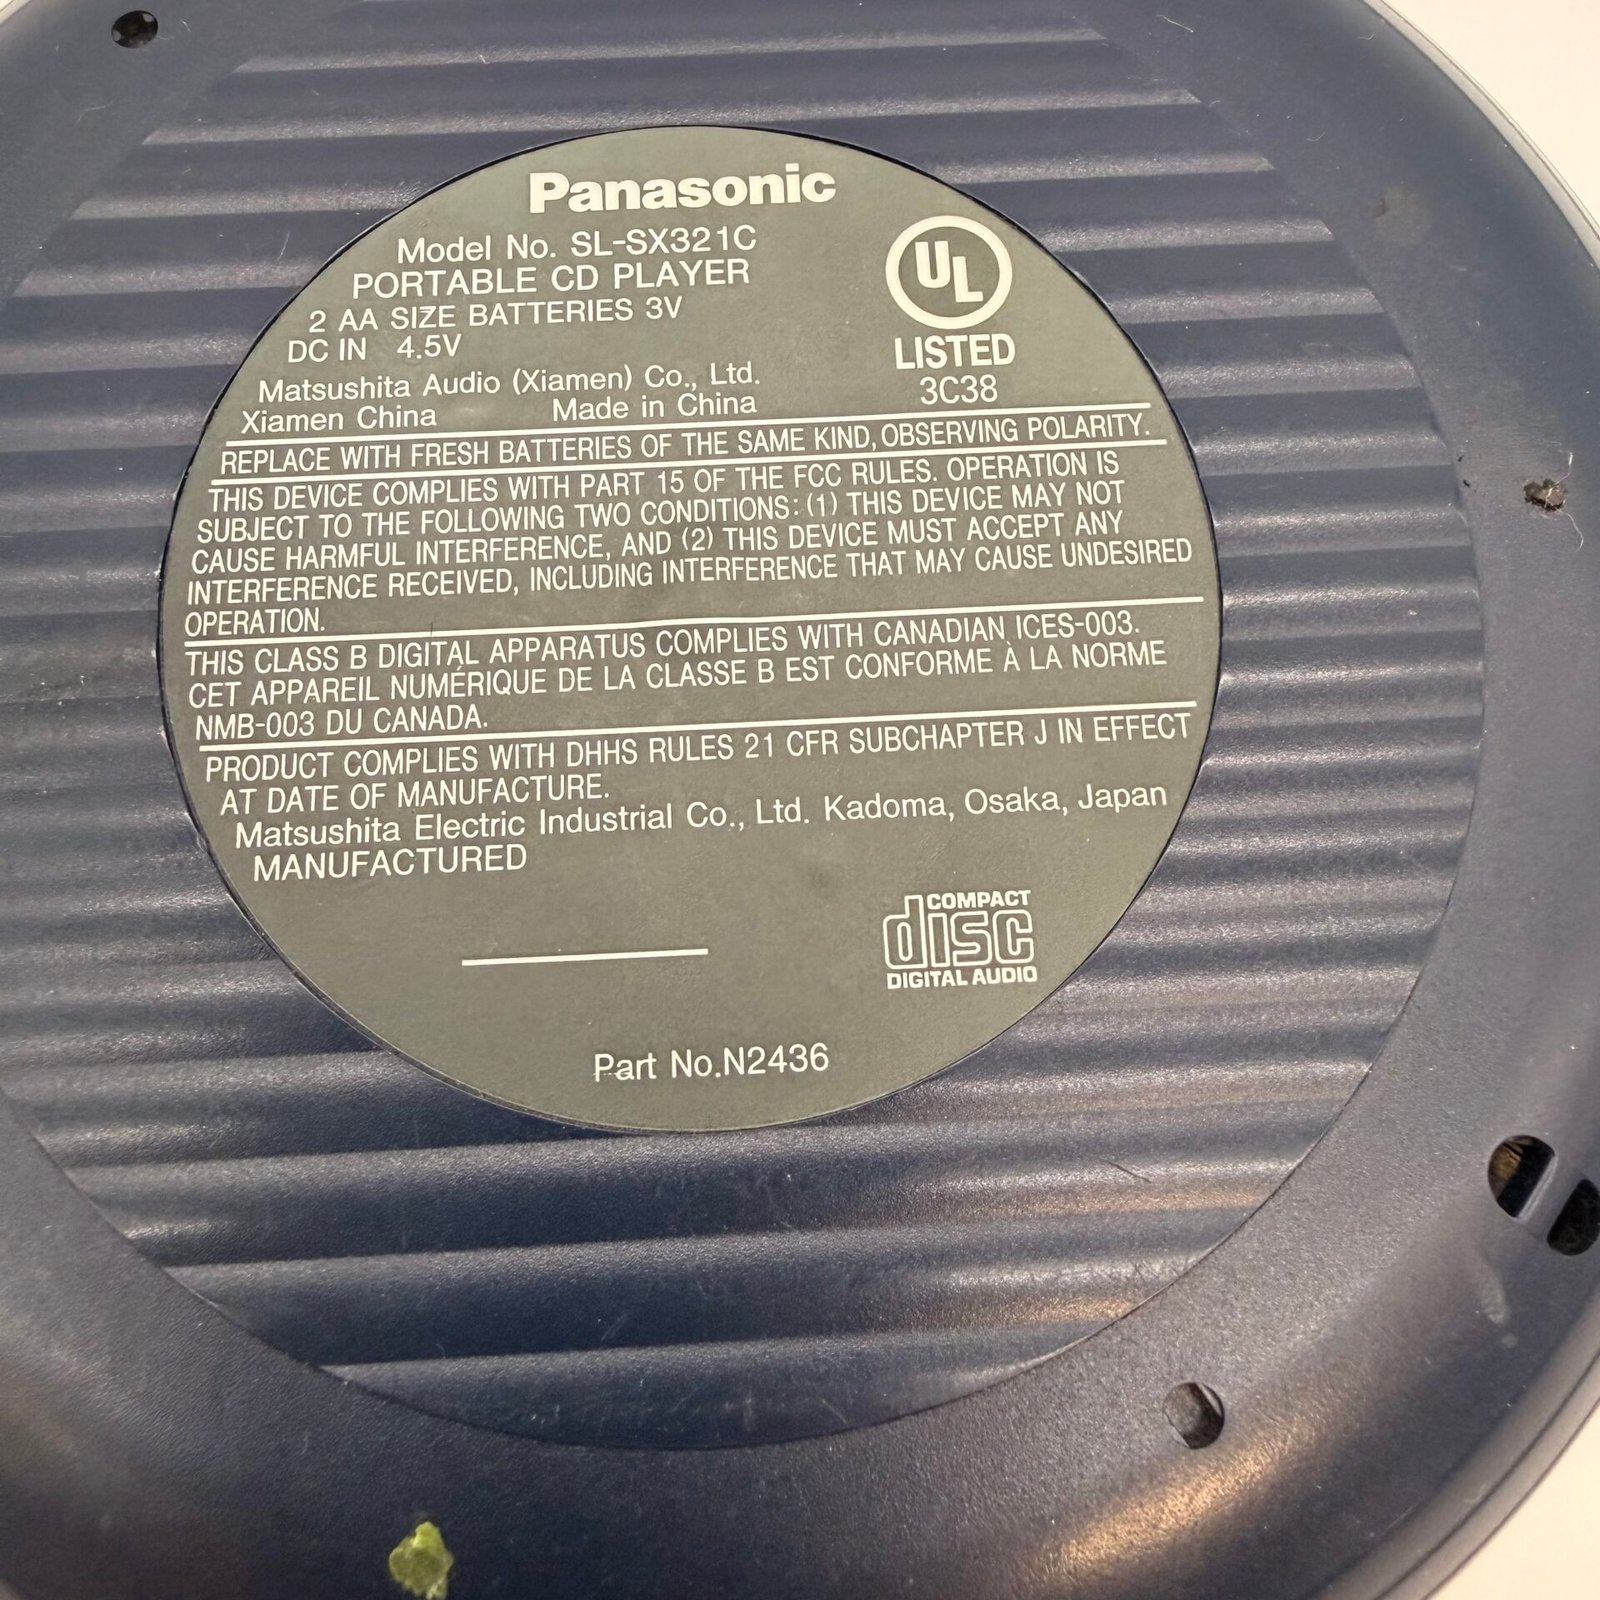 Panasonic
Model No. SL-SX321C
PORTABLE CD PLAYER
2 AA SIZE BATTERIES 3V
DC IN 4.5V
Matsushita Audio (Xiamen) Co., Ltd.
Xiamen China Made in China
UL
LISTED
3C38
REPLACE WITH FRESH BATTERIES OF THE SAME KIND, OBSERVING POLARITY.
THIS DEVICE COMPLIES WITH PART 15 OF THE FCC RULES. OPERATION IS
SUBJECT TO THE FOLLOWING TWO CONDITIONS: (1) THIS DEVICE MAY NOT
CAUSE HARMFUL INTERFERENCE, AND (2) THIS DEVICE MUST ACCEPT ANY
INTERFERENCE RECEIVED, INCLUDING INTERFERENCE THAT MAY CAUSE UNDESIRED
OPERATION.
THIS CLASS B DIGITAL APPARATUS COMPLIES WITH CANADIAN ICES-003.
CET APPAREIL NUMÉRIQUE DE LA CLASSE B EST CONFORME À LA NORME
NMB-003 DU CANADA.
PRODUCT COMPLIES WITH DHHS RULES 21 CFR SUBCHAPTER J IN EFFECT
AT DATE OF MANUFACTURE.
Matsushita Electric Industrial Co., Ltd. Kadoma, Osaka, Japan
MANUFACTURED
COMPACT
disc
DIGITAL AUDIO
Part No.N2436